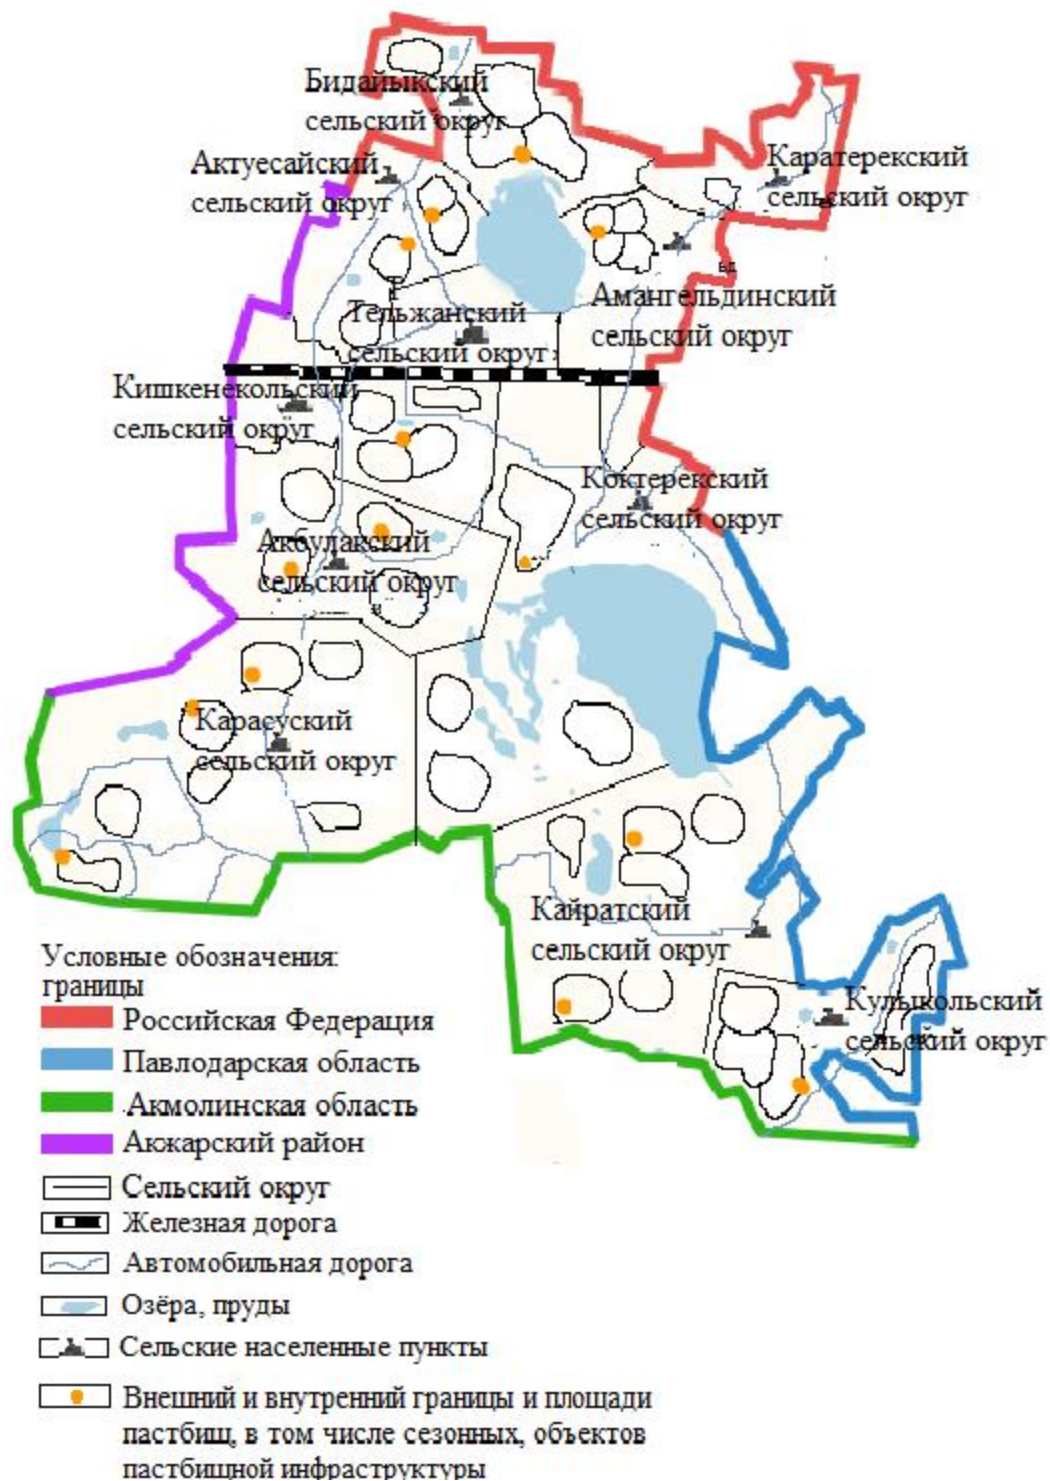 Бидайыкский
сельский округ
Актуесайский
сельский округ
Каратерекский
сельский округ
Амангельдинский
сельский округ
Тельжанский
сельский округ
Кишкенекольский
сельский округ
Коктерекский
сельский округ
Акбулакский
сельский округ
Карасуский
сельский округ
Кайратский
сельский округ
Кулыкольский
сельский округ
Условные обозначения:
границы
Российская Федерация
Павлодарская область
Акмолинская область
Акжарский район
Сельский округ
Железная дорога
Автомобильная дорога
Озёра, пруды
Сельские населенные пункты
Внешний и внутренний границы и площади
пастбищ, в том числе сезонных, объектов
пастбищной инфраструктуры